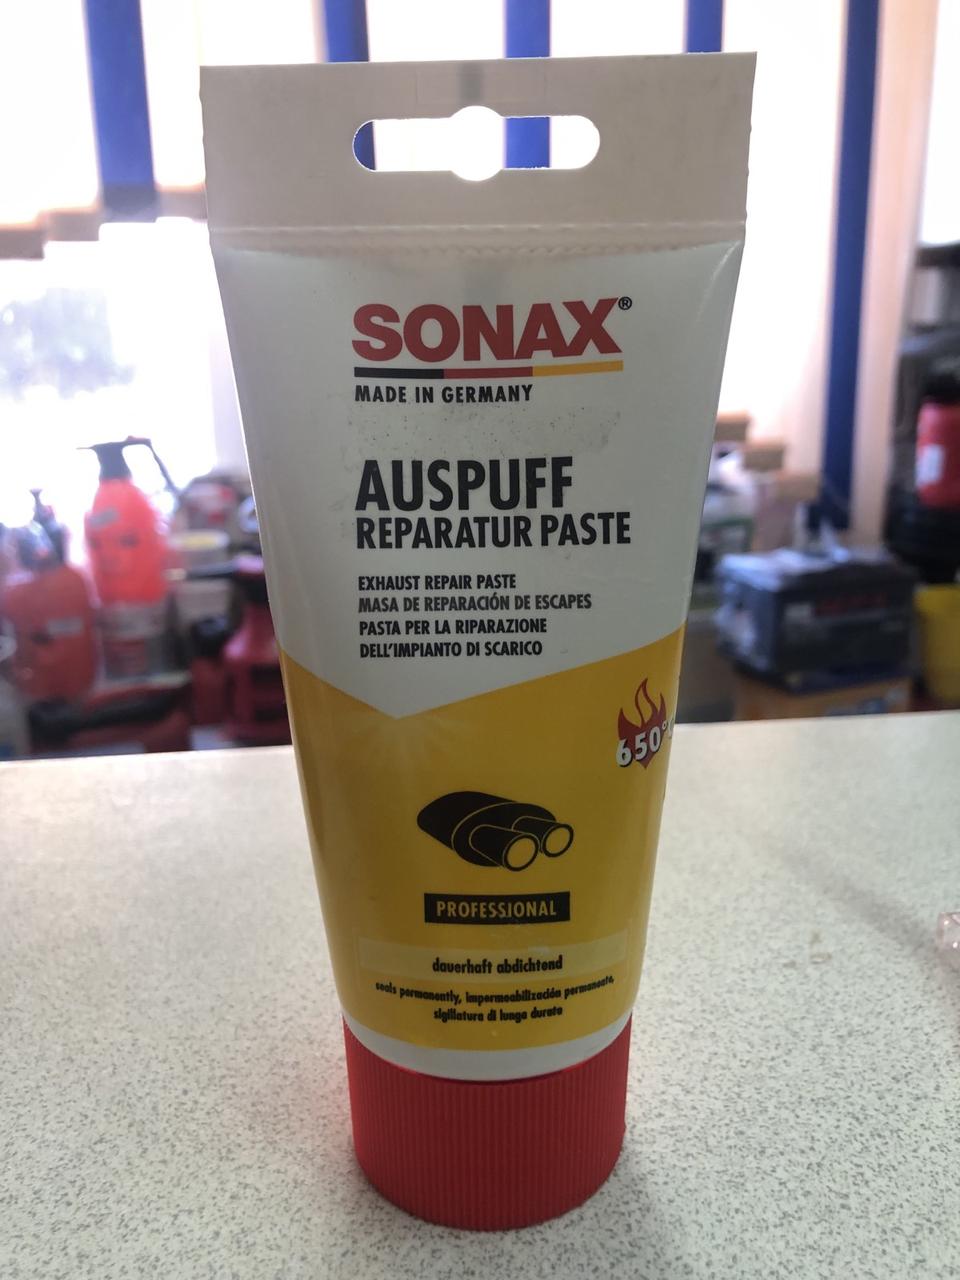 SONAX®
MADE IN GERMANY
AUSPUFF
REPARATUR PASTE
EXHAUST REPAIR PASTE
MASA DE REPARACIÓN DE ESCAPES
PASTA PER LA RIPARAZIONE
DELL'IMPIANTO DI SCARICO
650°
PROFESSIONAL
dauerhaft abdichtend
seals permanently, impermeabilización permanente,
sigillatura di lunga durata